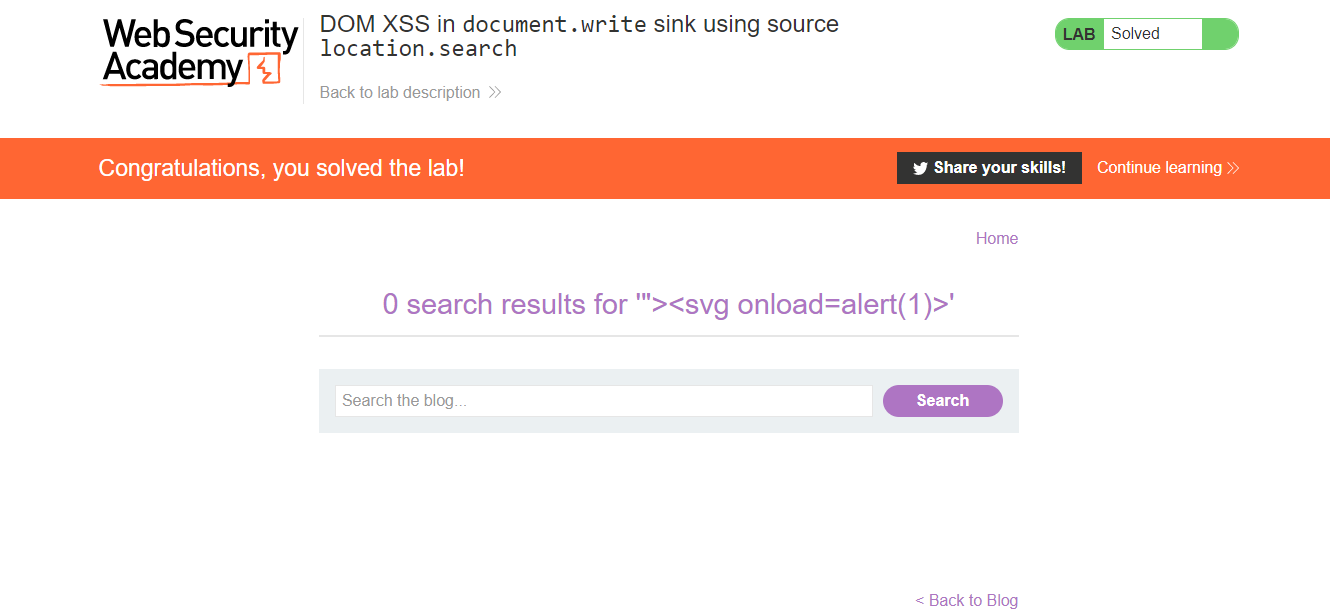 Web Security
Academy
DOM XSS in document.write sink using source
location.search
Back to lab description
LAB Solved
Congratulations, you solved the lab!
Share your skills!
Continue learning
Home
0 search results for '"><svg onload=alert(1)>'
Search the blog...
Search
< Back to Blog